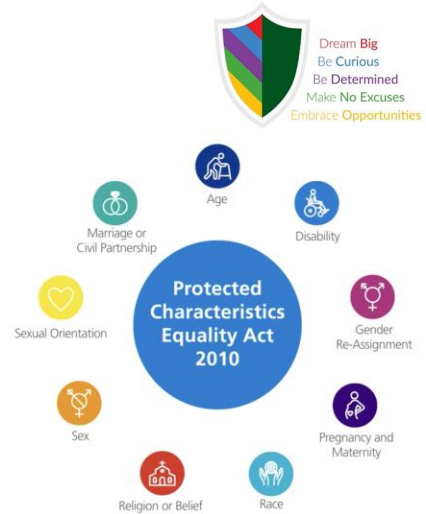 Dream Big
Be Curious
Be Determined
Make No Excuses
Embrace Opportunities
Age
Disability
Gender
Re-Assignment
Pregnancy and
Maternity
Race
Religion or Belief
Sex
Sexual Orientation
Marriage or
Civil Partnership
Protected
Characteristics
Equality Act
2010